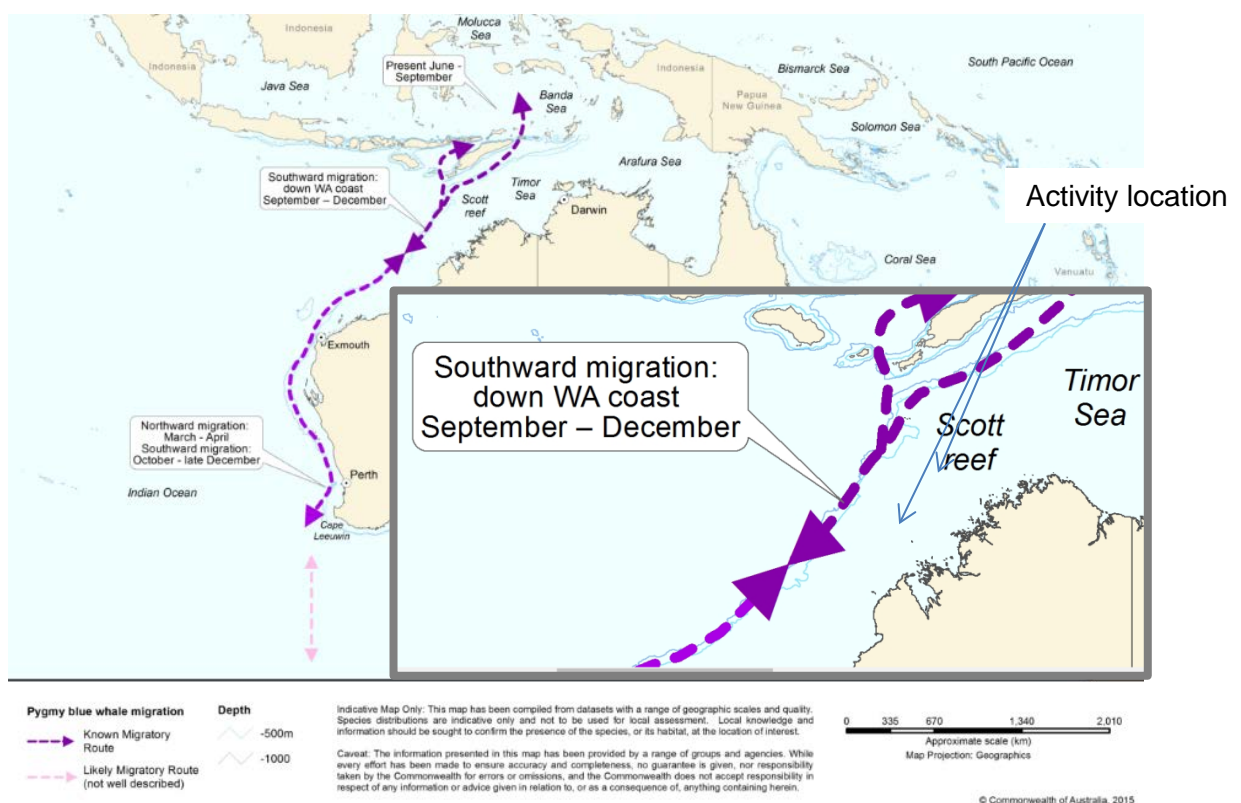 Molucca
Sea
Indonesia
Indonesia
Java Sea
Present June -
September
Banda
Sea
Indonesia
Bismarck Sea
South Pacific Ocean
Papua
New Guinea
Solomon Sea
Arafura Sea
Southward migration:
down WA coast
September – December
Timor
Sea
Scott
reef
Darwin
Activity location
Coral Sea
Vanuatu
Exmouth
Southward migration:
down WA coast
September – December
Timor
Sea
Scott
reef
Northward migration:
March - April
Southward migration:
October - late December
Perth
Indian Ocean
Cape
Leeuwin
Pygmy blue whale migration
Known Migratory
Route
Likely Migratory Route
(not well described)
Depth
-500m
-1000
Indicative Map Only: This map has been compiled from datasets with a range of geographic scales and quality.
Species distributions are indicative only and not to be used for local assessment. Local knowledge and
information should be sought to confirm the presence of the species, or its habitat, at the location of interest.
Caveat: The information presented in this map has been provided by a range of groups and agencies. While
every effort has been made to ensure accuracy and completeness, no guarantee is given, nor responsibility
taken by the Commonwealth for errors or omissions, and the Commonwealth does not accept responsibility in
respect of any information or advice given in relation to, or as a consequence of, anything containing herein.
0 335 670 1,340 2,010
Approximate scale (km)
Map Projection: Geographics
© Commonwealth of Australia, 2015